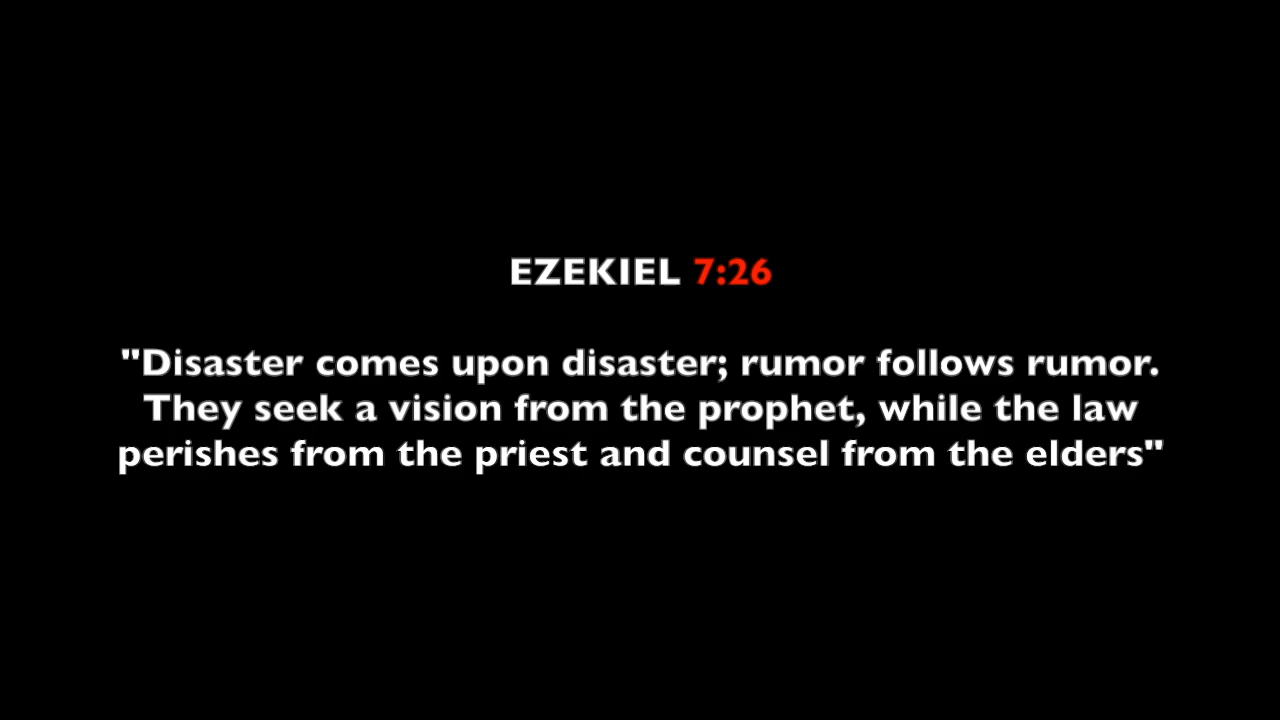 EZEKIEL 7:26
"Disaster comes upon disaster; rumor follows rumor.
They seek a vision from the prophet, while the law
perishes from the priest and counsel from the elders"